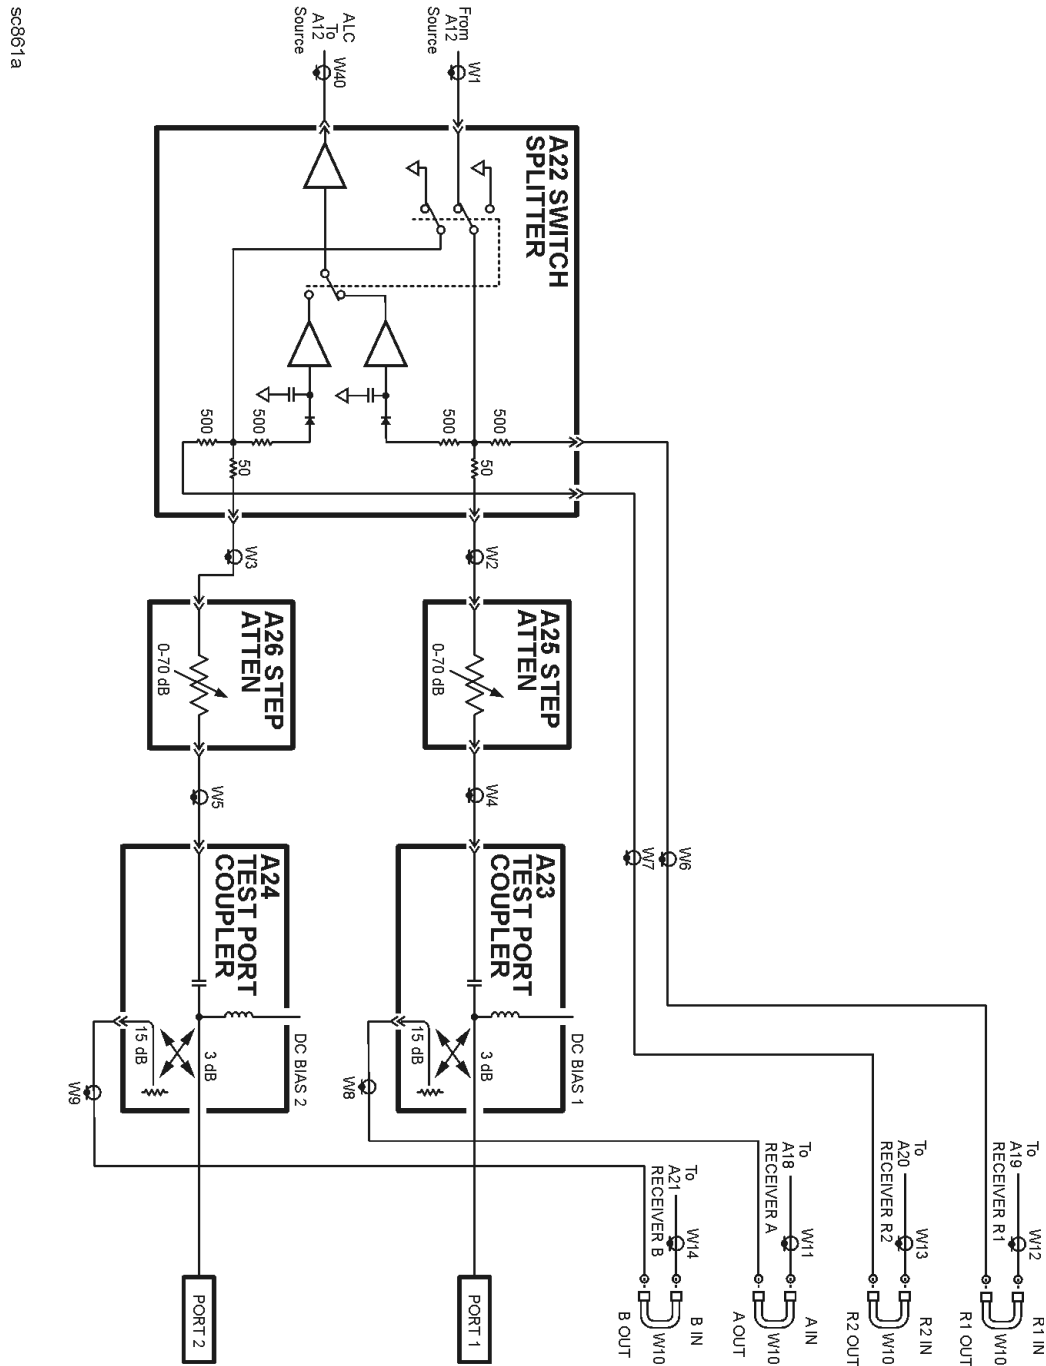 sc861a
ALC
To
A12
Source
W40
From
A12
Source
W1
A22 SWITCH
SPLITTER
500
500
50
500
500
50
W3
W2
A26 STEP
ATTEN
0-70 dB
A25 STEP
ATTEN
0-70 dB
W5
W4
W7
W6
A24
TEST PORT
COUPLER
DC BIAS 2
15 dB
3 dB
W9
A23
TEST PORT
COUPLER
DC BIAS 1
15 dB
3 dB
W8
To
A19
RECEIVER R1
W12
R1 IN
W10
R1 OUT
To
A20
RECEIVER R2
W13
R2 IN
W10
R2 OUT
To
A18
RECEIVER A
W11
A IN
W10
A OUT
To
A21
RECEIVER B
W14
B IN
W10
B OUT
PORT 1
PORT 2